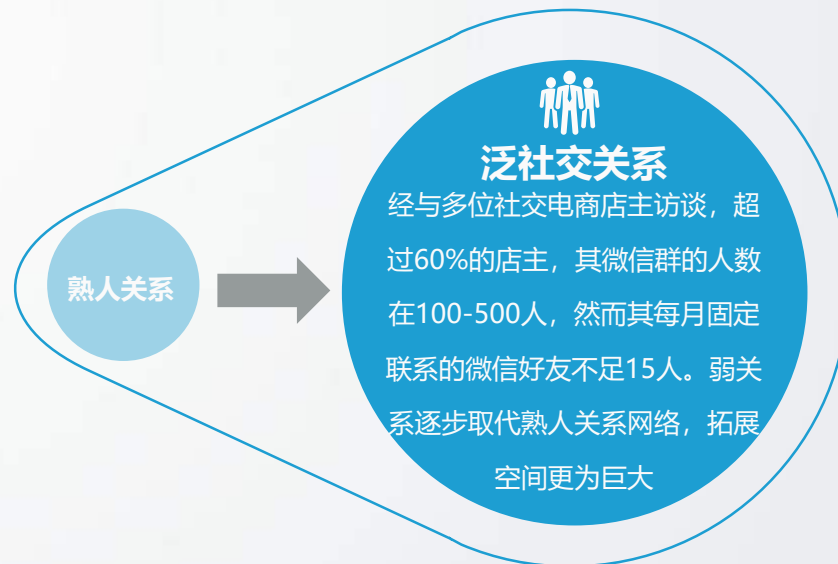 熟人关系
泛社交关系
经与多位社交电商店主访谈，超
过60%的店主，其微信群的人数
在100-500人，然而其每月固定
联系的微信好友不足15人。弱关
系逐步取代熟人关系网络，拓展
空间更为巨大